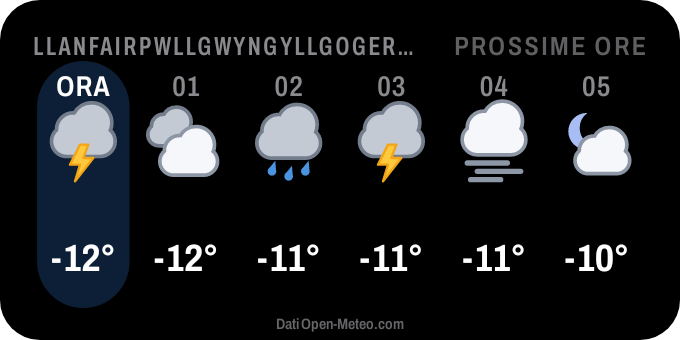 LLANFAIRPWLLGWYNGYLLGOGER... PROSSIME ORE
ORA 01 02 03 04 05
-12° -12° -11° -11° -11° -10°
Dati Open-Meteo.com